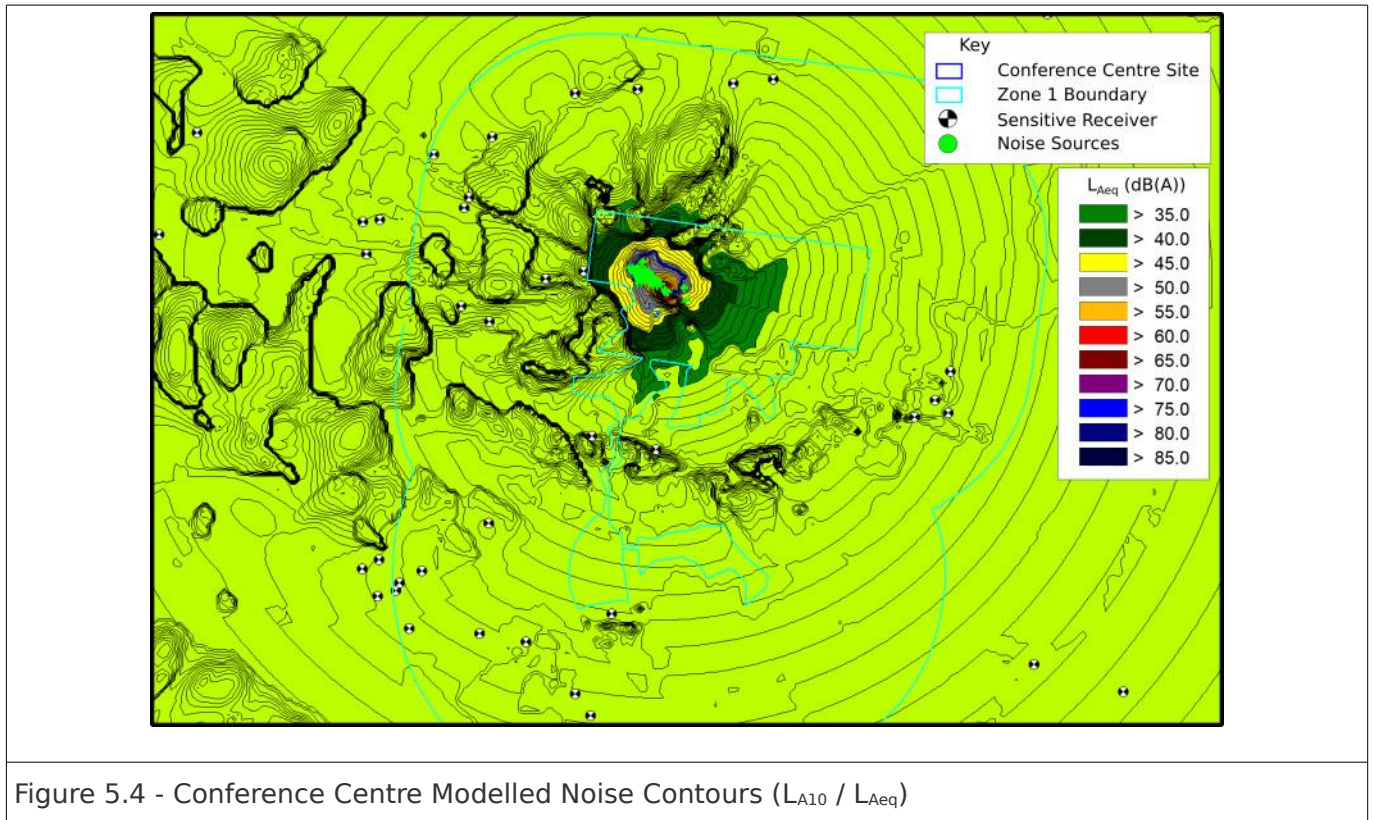 Key
Conference Centre Site
Zone 1 Boundary
Sensitive Receiver
Noise Sources
LAeq (dB(A))
> 35.0
> 40.0
> 45.0
> 50.0
> 55.0
> 60.0
> 65.0
> 70.0
> 75.0
> 80.0
> 85.0
Figure 5.4 - Conference Centre Modelled Noise Contours (LA10 / LAeq)